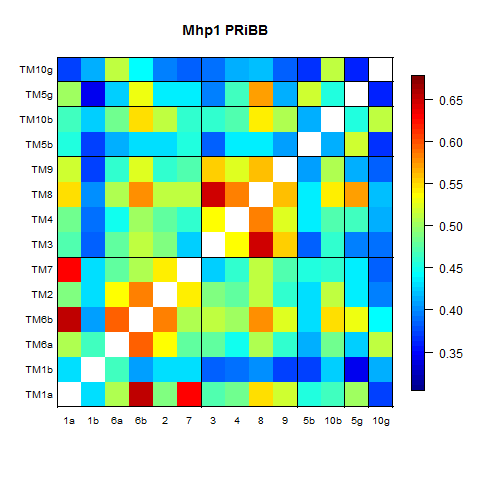 Mhp1 PRiBB
TM10g
TM5g
TM10b
TM5b
TM9
TM8
TM4
TM3
TM7
TM2
TM6b
TM6a
TM1b
TM1a
1a 1b 6a 6b 2 7 3 4 8 9 5b 10b 5g 10g
0.65
0.60
0.55
0.50
0.45
0.40
0.35